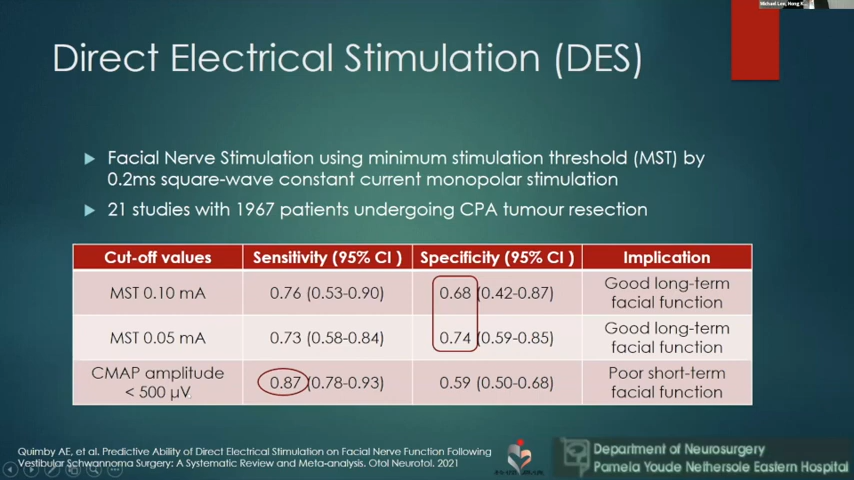 Michael Lee, Hong K...
Direct Electrical Stimulation (DES)
Facial Nerve Stimulation using minimum stimulation threshold (MST) by
0.2ms square-wave constant current monopolar stimulation
21 studies with 1967 patients undergoing CPA tumour resection
Cut-off values Sensitivity (95% CI ) Specificity (95% CI ) Implication
MST 0.10 mA 0.76 (0.53-0.90) 0.68 (0.42-0.87) Good long-term
facial function
MST 0.05 mA 0.73 (0.58-0.84) 0.74 (0.59-0.85) Good long-term
facial function
CMAP amplitude
< 500 µV 0.87 (0.78-0.93) 0.59 (0.50-0.68) Poor short-term
facial function
Quimby AE, et al. Predictive Ability of Direct Electrical Stimulation on Facial Nerve Function Following
Vestibular Schwannoma Surgery: A Systematic Review and Meta-analysis. Otol Neurotol. 2021
Department of Neurosurgery
Pamela Youde Nethersole Eastern Hospital